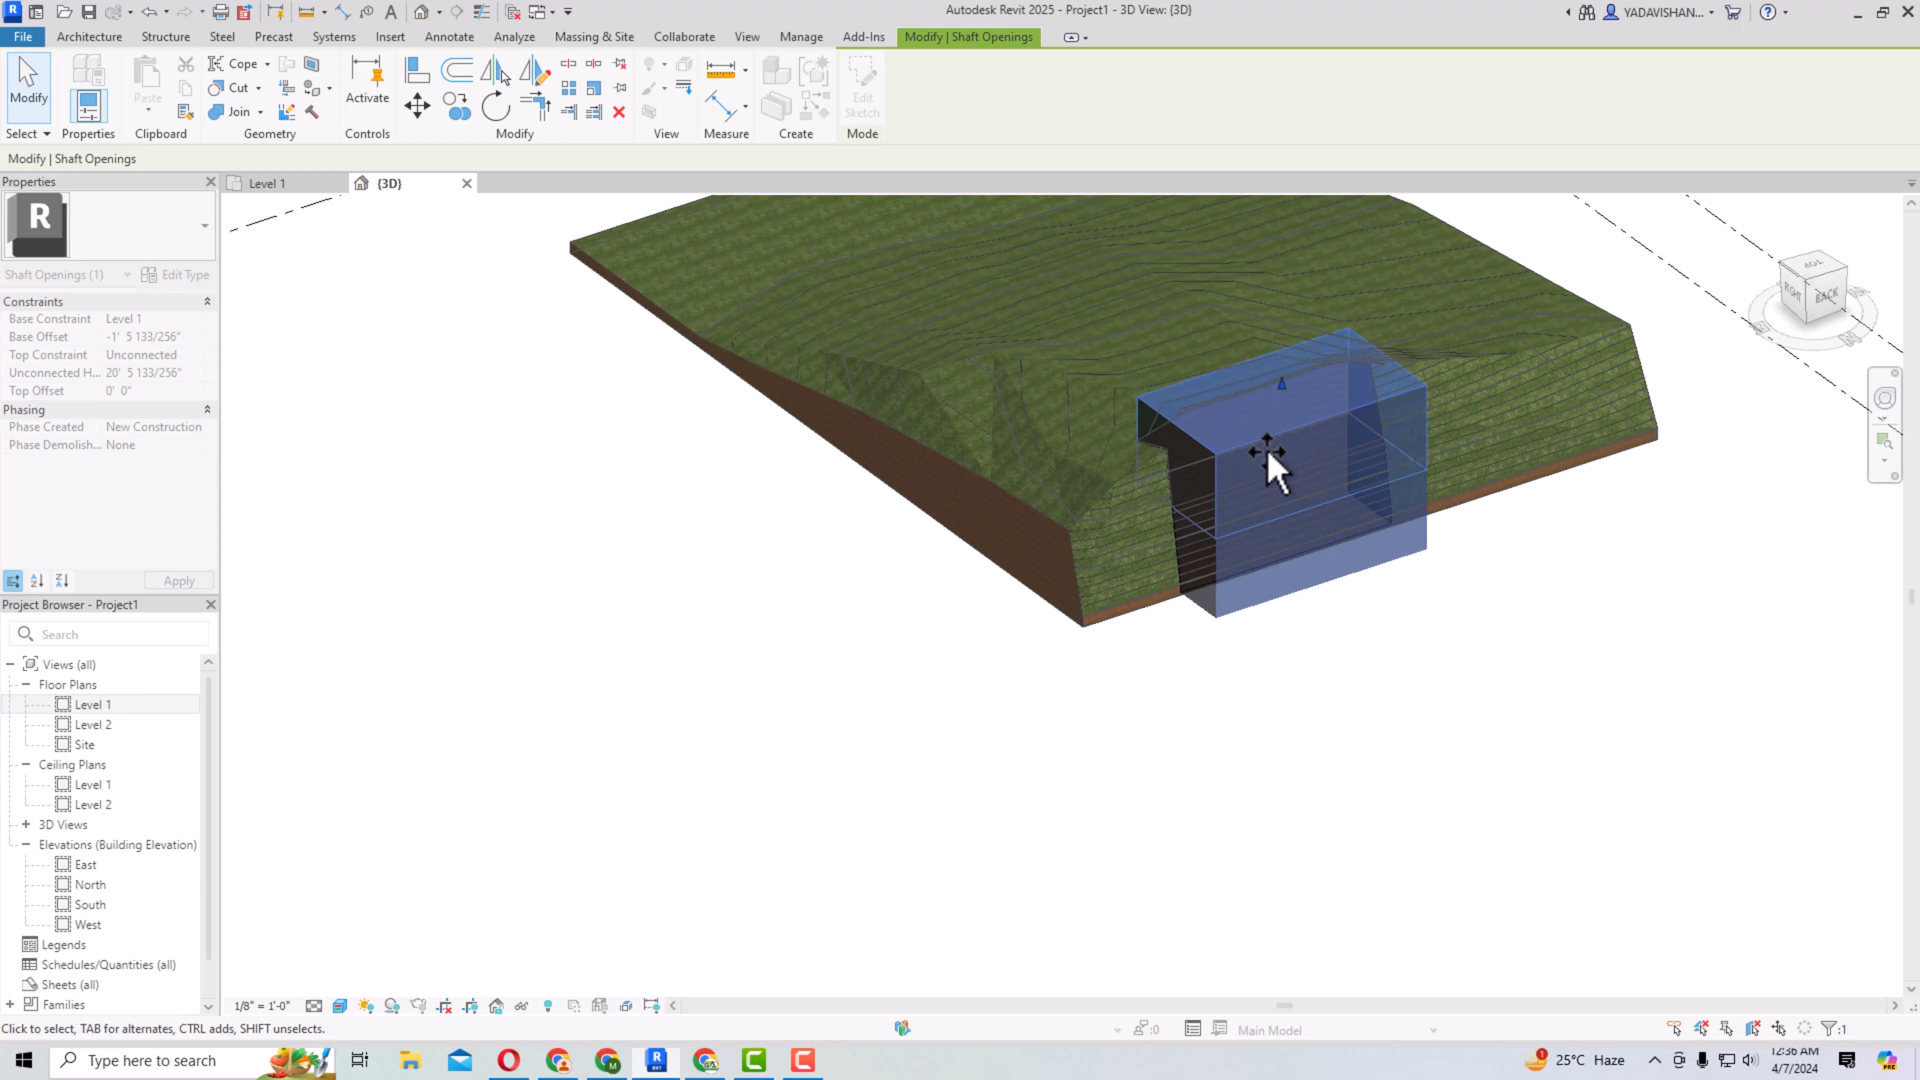 Autodesk Revit 2025 - Project1 - 3D View: {3D}
YADAVISHAN...
File Architecture Structure Steel Precast Systems Insert Annotate Analyze Massing & Site Collaborate View Manage Add-Ins Modify | Shaft Openings
Modify
Paste
Cope
Cut
Join
Activate
Edit
Sketch
Select Properties Clipboard Geometry Controls Modify View Measure Create Mode
Modify | Shaft Openings
Properties
Level 1
{3D}
R
Shaft Openings (1)
Edit Type
Constraints
Base Constraint Level 1
Base Offset -1' 5 133/256"
Top Constraint Unconnected
Unconnected H... 20' 5 133/256"
Top Offset 0' 0"
Phasing
Phase Created New Construction
Phase Demolish... None
Apply
TOP
RIGHT
BACK
Project Browser - Project1
Search
Views (all)
Floor Plans
Level 1
Level 2
Site
Ceiling Plans
Level 1
Level 2
3D Views
Elevations (Building Elevation)
East
North
South
West
Legends
Schedules/Quantities (all)
Sheets (all)
Families
1/8" = 1'-0"
Click to select, TAB for alternates, CTRL adds, SHIFT unselects.
:0
Main Model
:1
Type here to search
25°C Haze
12:36 AM
4/7/2024